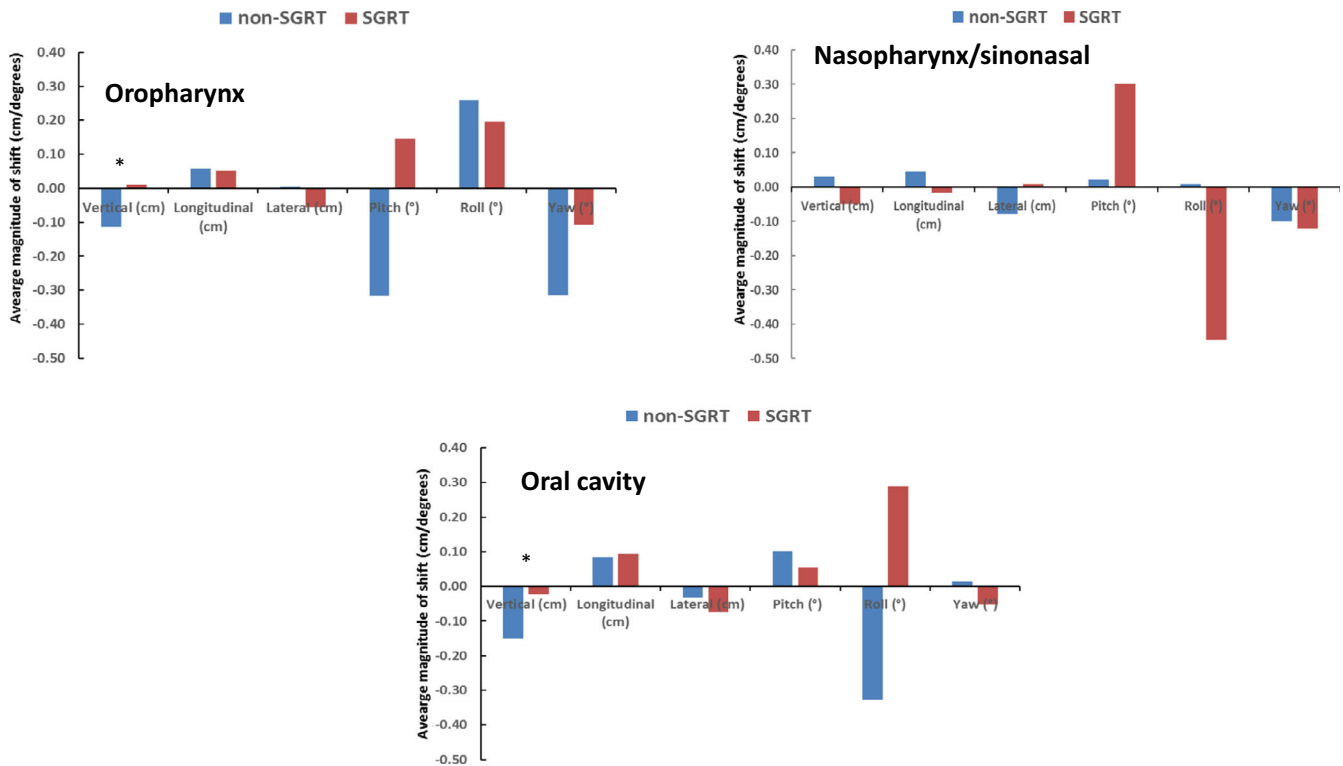 non-SGRT SGRT
Oropharynx
Avearge magnitude of shift (cm/degrees)
0.40
0.30
0.20
0.10
0.00
-0.10
-0.20
-0.30
-0.40
-0.50
*
Vertical (cm) Longitudinal (cm) Lateral (cm) Pitch (°) Roll (°) Yaw (°)
non-SGRT SGRT
Nasopharynx/sinonasal
Avearge magnitude of shift (cm/degrees)
0.40
0.30
0.20
0.10
0.00
-0.10
-0.20
-0.30
-0.40
-0.50
Vertical (cm) Longitudinal (cm) Lateral (cm) Pitch (°) Roll (°) Yaw (°)
non-SGRT SGRT
Oral cavity
Avearge magnitude of shift (cm/degrees)
0.40
0.30
0.20
0.10
0.00
-0.10
-0.20
-0.30
-0.40
-0.50
*
Vertical (cm) Longitudinal (cm) Lateral (cm) Pitch (°) Roll (°) Yaw (°)